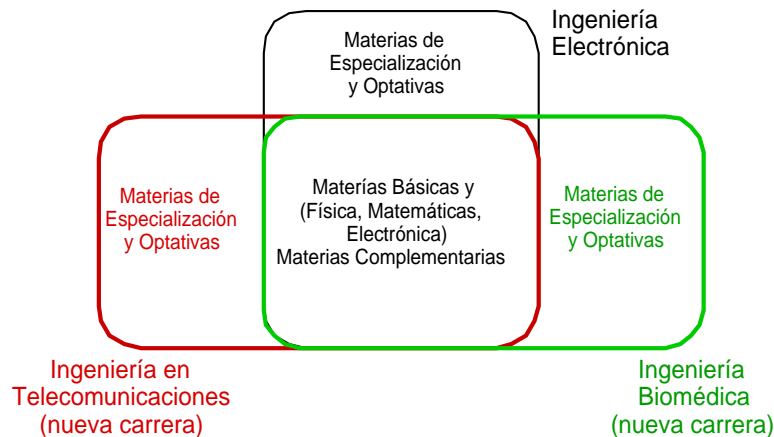 Ingeniería
Electrónica
Materias de
Especialización
y Optativas
Materias de
Especialización
y Optativas
Materías Básicas y
(Física, Matemáticas,
Electrónica)
Materias Complementarias
Materias de
Especialización
y Optativas
Ingeniería en
Telecomunicaciones
(nueva carrera)
Ingeniería
Biomédica
(nueva carrera)